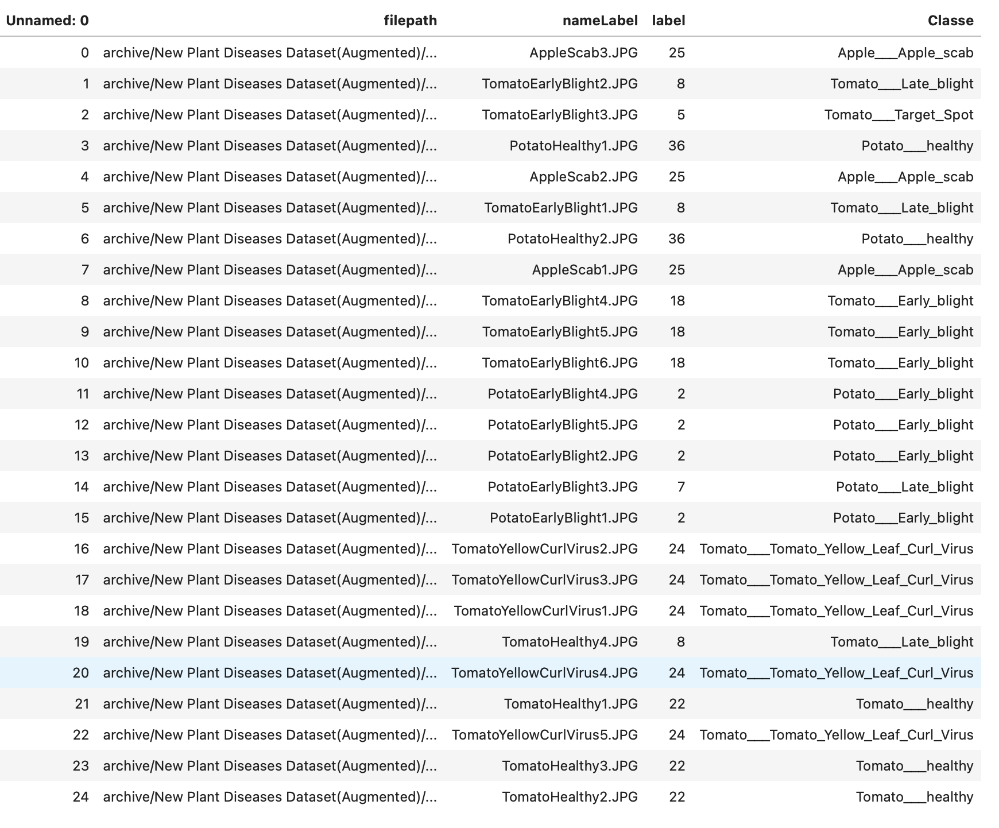 Unnamed: 0 filepath nameLabel label Classe
0 archive/New Plant Diseases Dataset(Augmented)/... AppleScab3.JPG 25 Apple___Apple_scab
1 archive/New Plant Diseases Dataset(Augmented)/... TomatoEarlyBlight2.JPG 8 Tomato___Late_blight
2 archive/New Plant Diseases Dataset(Augmented)/... TomatoEarlyBlight3.JPG 5 Tomato___Target_Spot
3 archive/New Plant Diseases Dataset(Augmented)/... PotatoHealthy1.JPG 36 Potato___healthy
4 archive/New Plant Diseases Dataset(Augmented)/... AppleScab2.JPG 25 Apple___Apple_scab
5 archive/New Plant Diseases Dataset(Augmented)/... TomatoEarlyBlight1.JPG 8 Tomato___Late_blight
6 archive/New Plant Diseases Dataset(Augmented)/... PotatoHealthy2.JPG 36 Potato___healthy
7 archive/New Plant Diseases Dataset(Augmented)/... AppleScab1.JPG 25 Apple___Apple_scab
8 archive/New Plant Diseases Dataset(Augmented)/... TomatoEarlyBlight4.JPG 18 Tomato___Early_blight
9 archive/New Plant Diseases Dataset(Augmented)/... TomatoEarlyBlight5.JPG 18 Tomato___Early_blight
10 archive/New Plant Diseases Dataset(Augmented)/... TomatoEarlyBlight6.JPG 18 Tomato___Early_blight
11 archive/New Plant Diseases Dataset(Augmented)/... PotatoEarlyBlight4.JPG 2 Potato___Early_blight
12 archive/New Plant Diseases Dataset(Augmented)/... PotatoEarlyBlight5.JPG 2 Potato___Early_blight
13 archive/New Plant Diseases Dataset(Augmented)/... PotatoEarlyBlight2.JPG 2 Potato___Early_blight
14 archive/New Plant Diseases Dataset(Augmented)/... PotatoEarlyBlight3.JPG 7 Potato___Late_blight
15 archive/New Plant Diseases Dataset(Augmented)/... PotatoEarlyBlight1.JPG 2 Potato___Early_blight
16 archive/New Plant Diseases Dataset(Augmented)/... TomatoYellowCurlVirus2.JPG 24 Tomato___Tomato_Yellow_Leaf_Curl_Virus
17 archive/New Plant Diseases Dataset(Augmented)/... TomatoYellowCurlVirus3.JPG 24 Tomato___Tomato_Yellow_Leaf_Curl_Virus
18 archive/New Plant Diseases Dataset(Augmented)/... TomatoYellowCurlVirus1.JPG 24 Tomato___Tomato_Yellow_Leaf_Curl_Virus
19 archive/New Plant Diseases Dataset(Augmented)/... TomatoHealthy4.JPG 8 Tomato___Late_blight
20 archive/New Plant Diseases Dataset(Augmented)/... TomatoYellowCurlVirus4.JPG 24 Tomato___Tomato_Yellow_Leaf_Curl_Virus
21 archive/New Plant Diseases Dataset(Augmented)/... TomatoHealthy1.JPG 22 Tomato___healthy
22 archive/New Plant Diseases Dataset(Augmented)/... TomatoYellowCurlVirus5.JPG 24 Tomato___Tomato_Yellow_Leaf_Curl_Virus
23 archive/New Plant Diseases Dataset(Augmented)/... TomatoHealthy3.JPG 22 Tomato___healthy
24 archive/New Plant Diseases Dataset(Augmented)/... TomatoHealthy2.JPG 22 Tomato___healthy